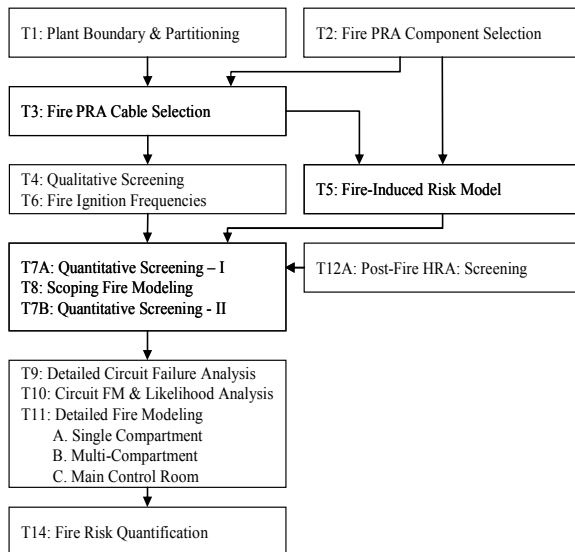 T1: Plant Boundary & Partitioning
T2: Fire PRA Component Selection
T3: Fire PRA Cable Selection
T4: Qualitative Screening
T6: Fire Ignition Frequencies
T5: Fire-Induced Risk Model
T7A: Quantitative Screening – I
T8: Scoping Fire Modeling
T7B: Quantitative Screening - II
T12A: Post-Fire HRA: Screening
T9: Detailed Circuit Failure Analysis
T10: Circuit FM & Likelihood Analysis
T11: Detailed Fire Modeling
A. Single Compartment
B. Multi-Compartment
C. Main Control Room
T14: Fire Risk Quantification